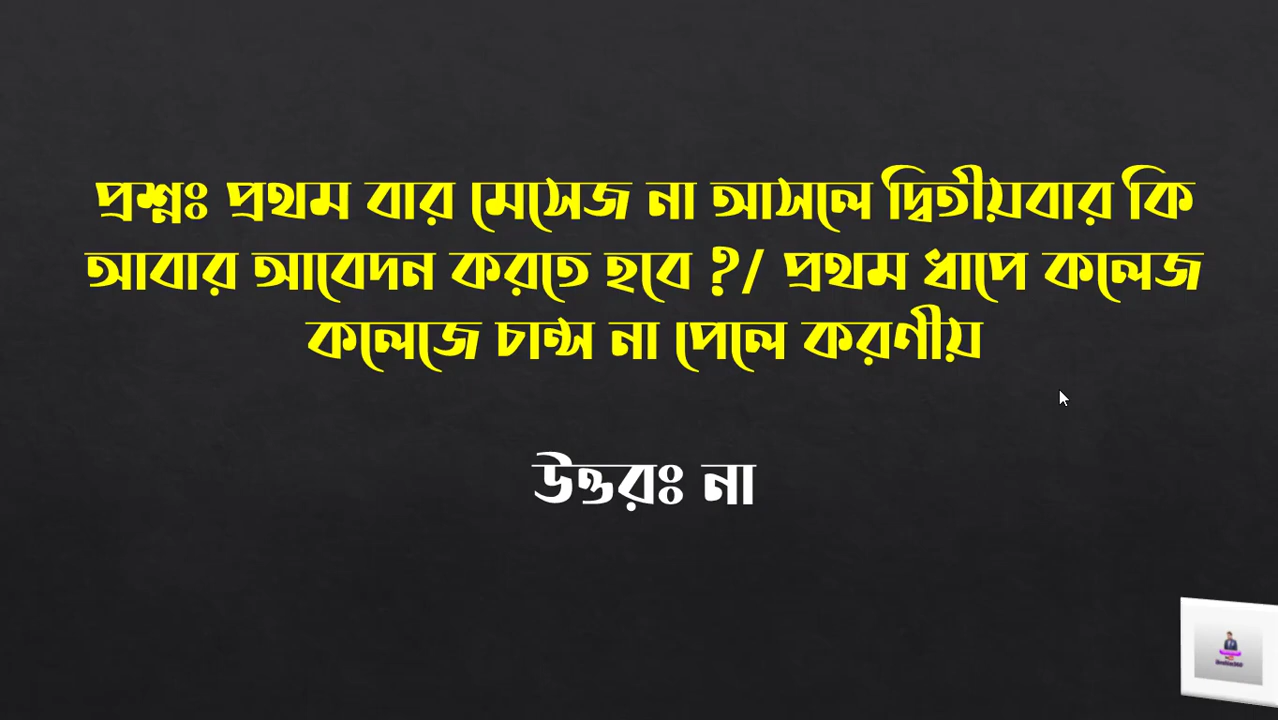 প্রশ্নঃ প্রথম বার মেসেজ না আসলে দ্বিতীয়বার কি
আবার আবেদন করতে হবে ?/ প্রথম ধাপে কলেজ
কলেজে চান্স না পেলে করণীয়
উত্তরঃ না